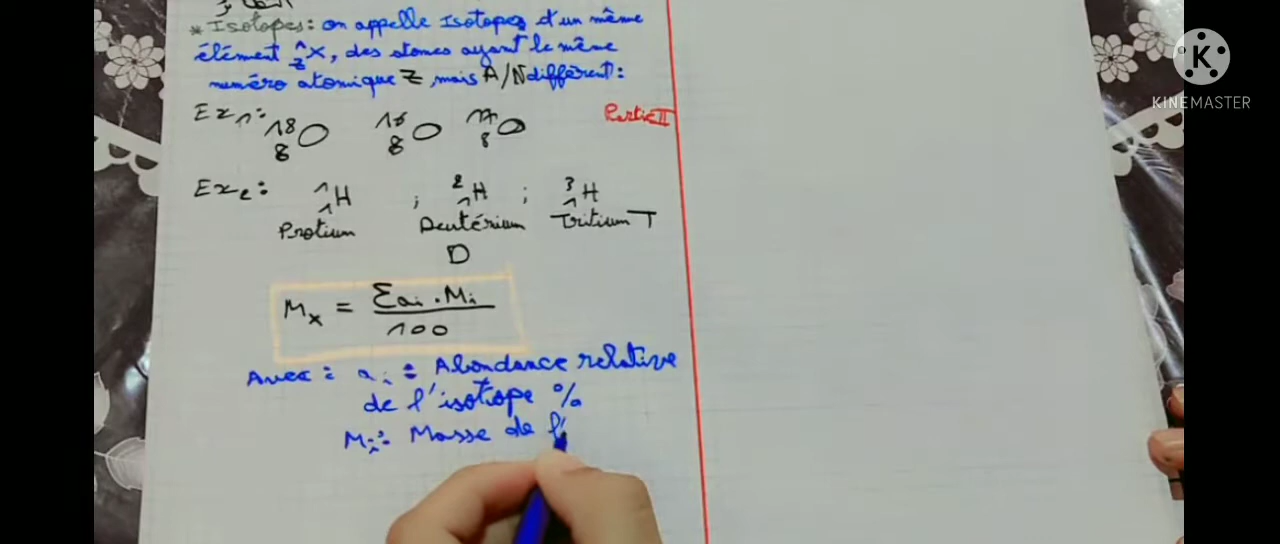 * Isotopes: on appelle Isotopes d'un même
élément ᴬ_Z X, des atomes ayant le même
numéro atomique Z, mais A/N différent:
Partie II
Ex₁: ¹⁸₈O ¹⁶₈O ¹⁷₈O
Ex₂: ¹₁H ; ²₁H ; ³₁H
Protium Deutérium Tritium T
D
Mx = Σai . Mi / 100
Avec: ai : Abondance relative
de l'isotope %
Mi : Masse de l'
K
KINEMASTER